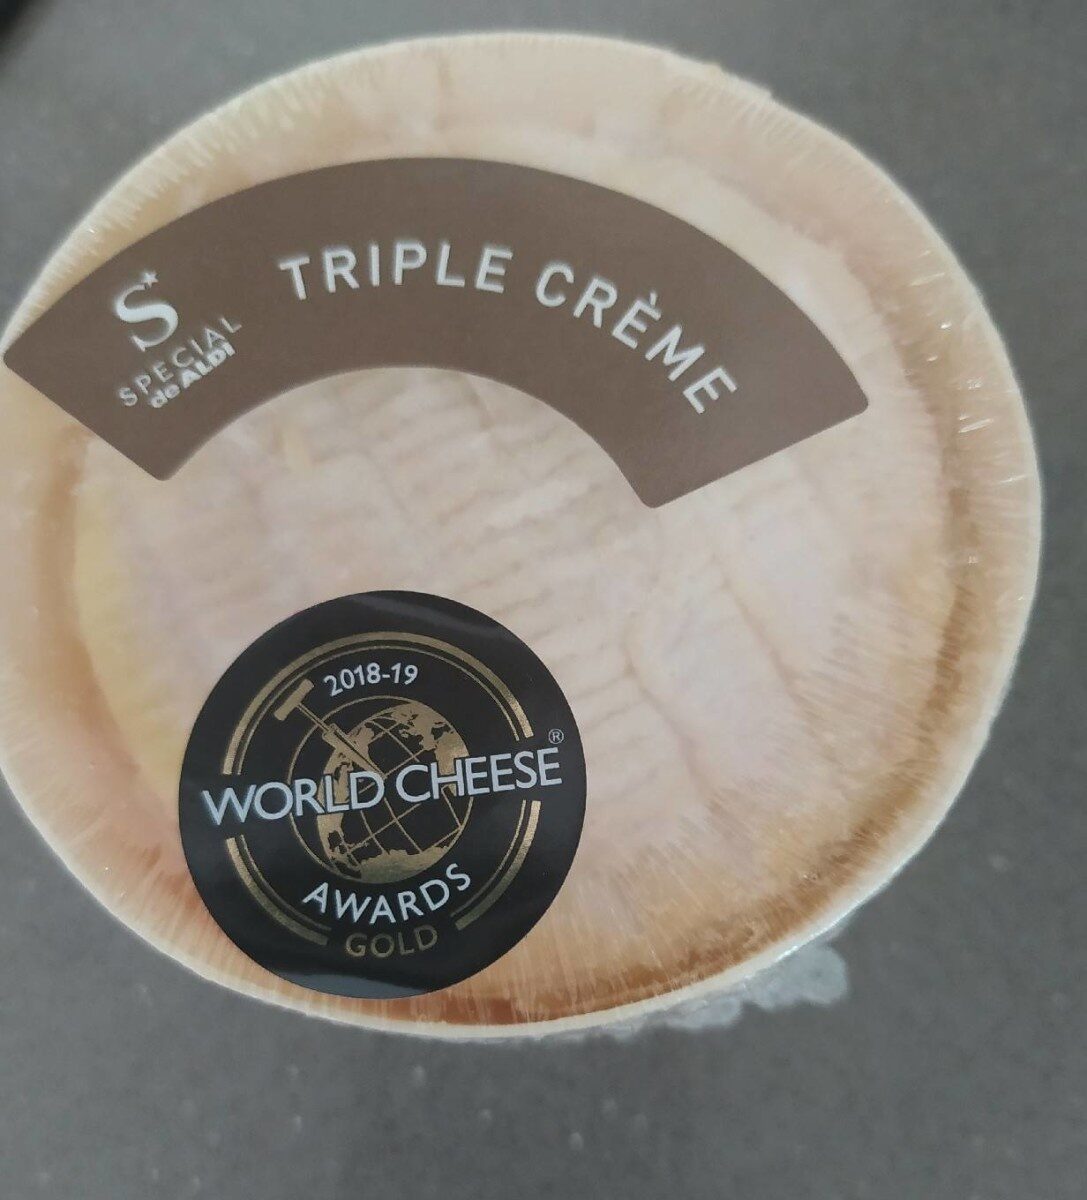 S
SPECIAL
de ALDI
TRIPLE CRÈME
2018-19
WORLD CHEESE®
AWARDS
GOLD